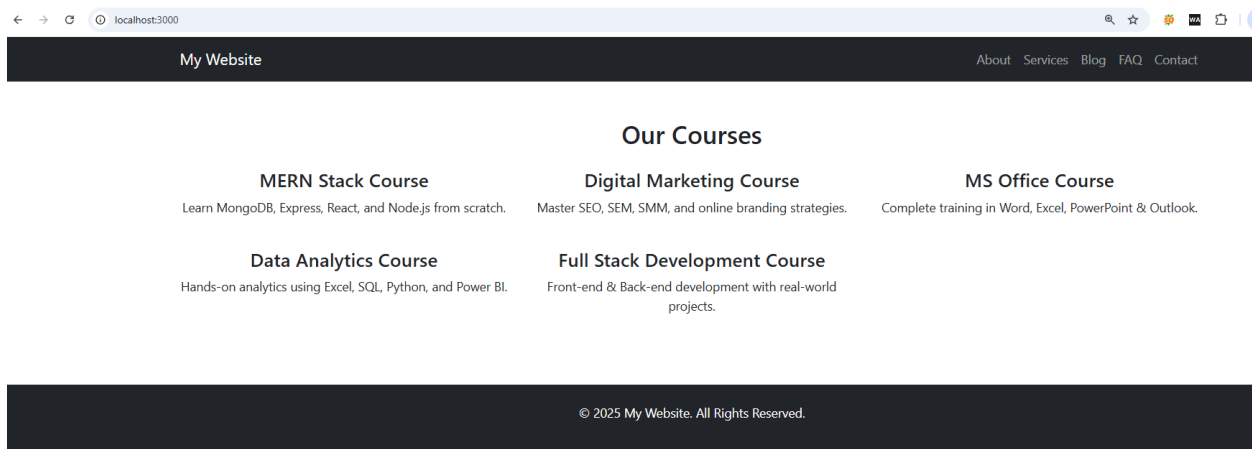 localhost:3000
WA
My Website
About Services Blog FAQ Contact
Our Courses
MERN Stack Course
Learn MongoDB, Express, React, and Node.js from scratch.
Digital Marketing Course
Master SEO, SEM, SMM, and online branding strategies.
MS Office Course
Complete training in Word, Excel, PowerPoint & Outlook.
Data Analytics Course
Hands-on analytics using Excel, SQL, Python, and Power BI.
Full Stack Development Course
Front-end & Back-end development with real-world
projects.
© 2025 My Website. All Rights Reserved.